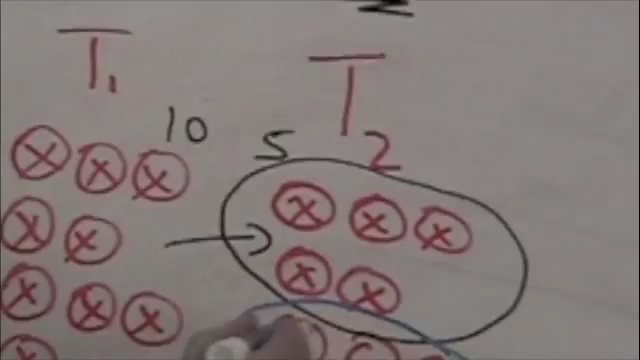 T1 T2
10 5
X X X X X X
X X X X
X X X